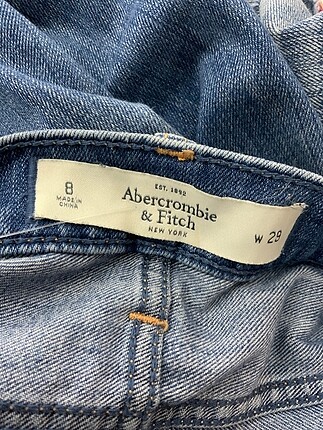 8
MADE IN
CHINA
EST. 1892
Abercrombie
& Fitch
NEW YORK
W 29